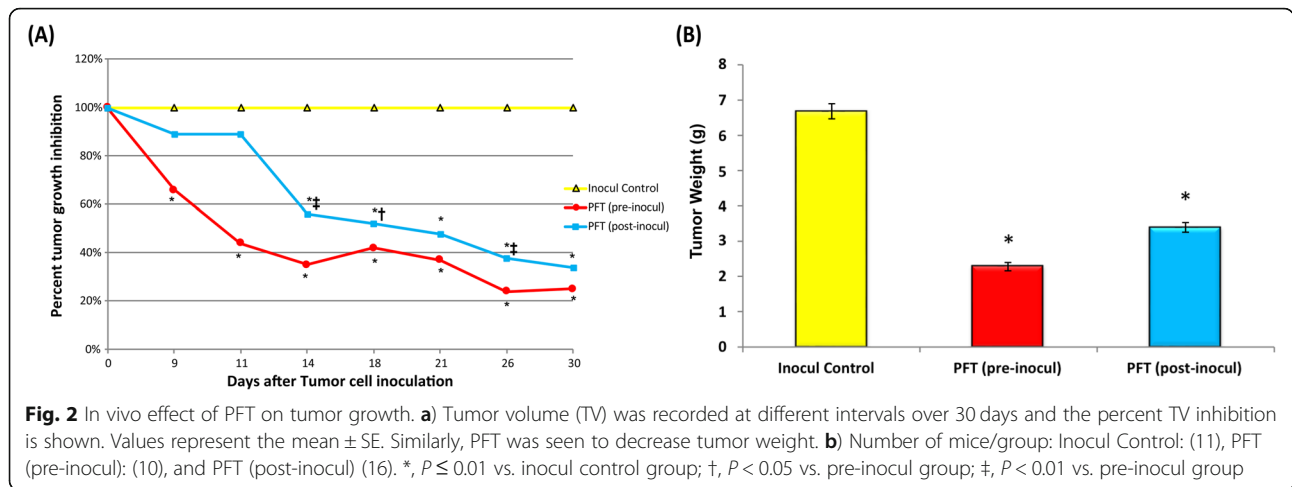 (A)
120%
100%
80%
60%
40%
20%
0%
Percent tumor growth inhibition
*
*
*
*
*
*
*
*‡
*†
*
*‡
*
0 9 11 14 18 21 26 30
Days after Tumor cell inoculation
Inocul Control
PFT (pre-inocul)
PFT (post-inocul)
(B)
8
7
6
5
4
3
2
1
0
Tumor Weight (g)
*
*
Inocul Control PFT (pre-inocul) PFT (post-inocul)
Fig. 2 In vivo effect of PFT on tumor growth. a) Tumor volume (TV) was recorded at different intervals over 30 days and the percent TV inhibition
is shown. Values represent the mean ± SE. Similarly, PFT was seen to decrease tumor weight. b) Number of mice/group: Inocul Control: (11), PFT
(pre-inocul): (10), and PFT (post-inocul) (16). *, P ≤ 0.01 vs. inocul control group; †, P < 0.05 vs. pre-inocul group; ‡, P < 0.01 vs. pre-inocul group